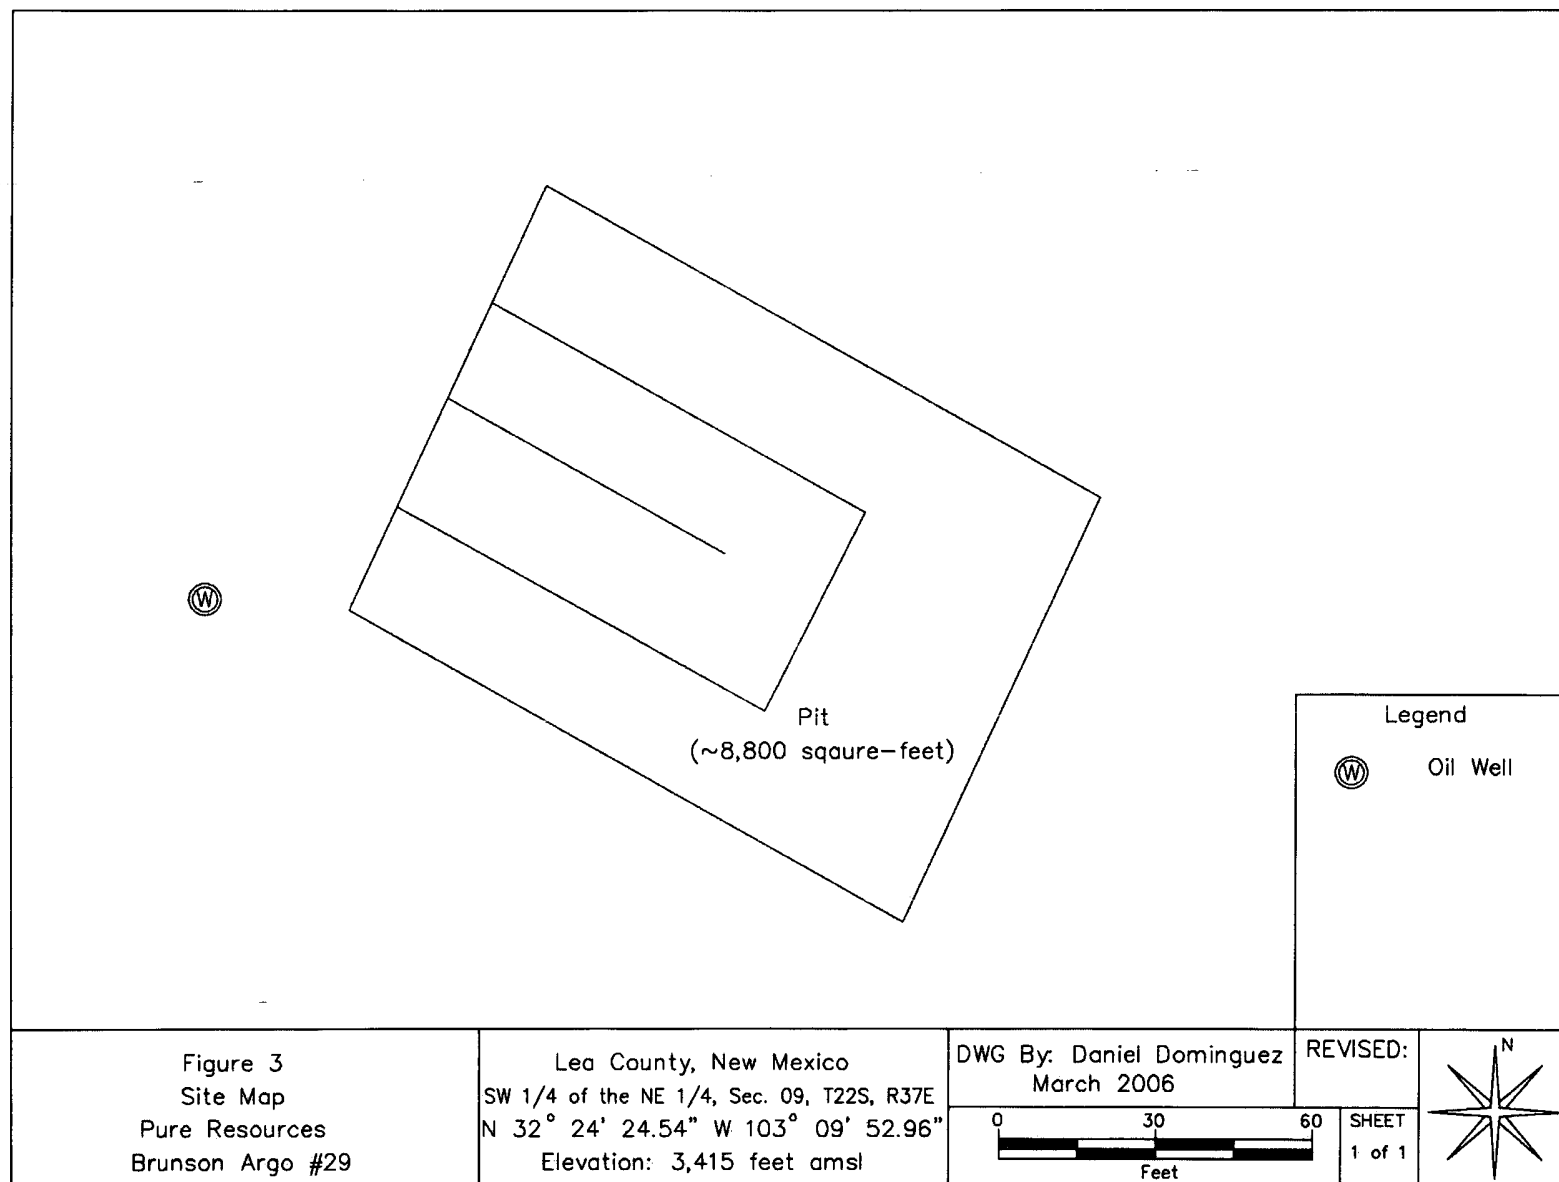 W
Pit
(~8,800 sqaure-feet)
Legend
W Oil Well
Figure 3
Site Map
Pure Resources
Brunson Argo #29
Lea County, New Mexico
SW 1/4 of the NE 1/4, Sec. 09, T22S, R37E
N 32° 24' 24.54" W 103° 09' 52.96"
Elevation: 3,415 feet amsl
DWG By: Daniel Dominguez
March 2006
REVISED:
0 30 60
Feet
SHEET
1 of 1
N